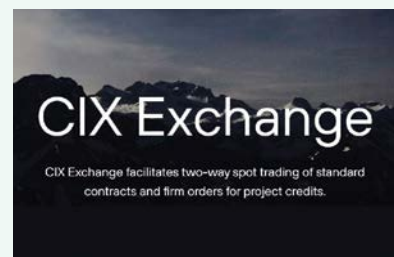 CIX Exchange
CIX Exchange facilitates two-way spot trading of standard
contracts and firm orders for project credits.